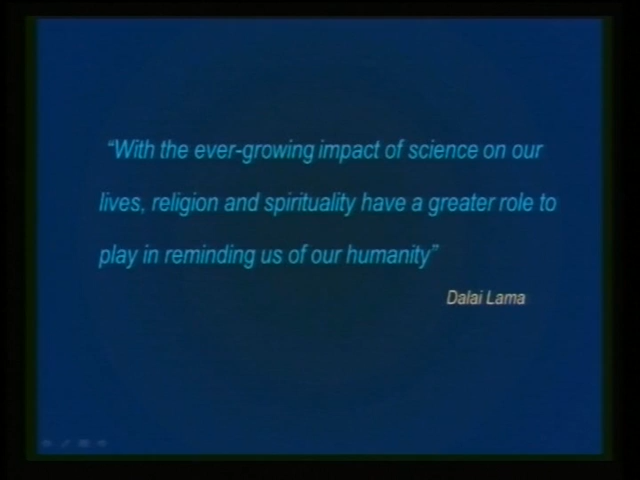 “With the ever-growing impact of science on our
lives, religion and spirituality have a greater role to
play in reminding us of our humanity”
Dalai Lama